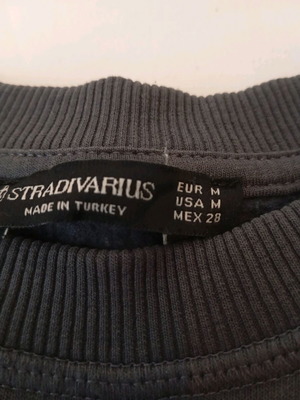 STRADIVARIUS
MADE IN TURKEY
EUR M
USA M
MEX 28